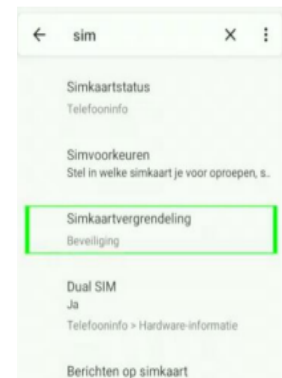 sim
Simkaartstatus
Telefooninfo
Simvoorkeuren
Stel in welke simkaart je voor oproepen, s..
Simkaartvergrendeling
Beveiliging
Dual SIM
Ja
Telefooninfo > Hardware-informatie
Berichten op simkaart